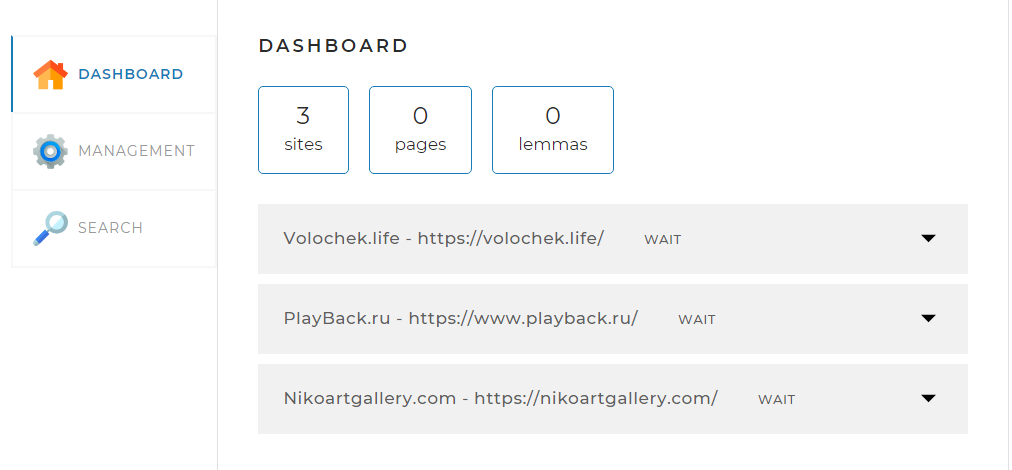 DASHBOARD
MANAGEMENT
SEARCH
DASHBOARD
3
sites
0
pages
0
lemmas
Volochek.life - https://volochek.life/ WAIT
PlayBack.ru - https://www.playback.ru/ WAIT
Nikoartgallery.com - https://nikoartgallery.com/ WAIT